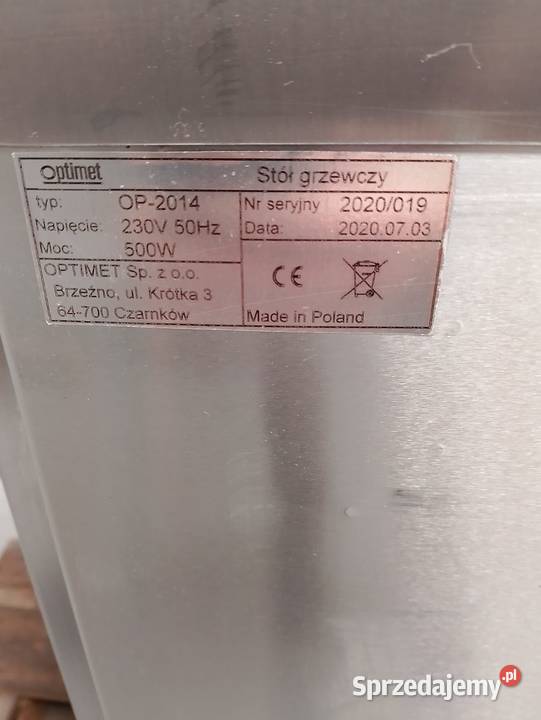 Optimet
Stół grzewczy
typ: OP-2014
Nr seryjny 2020/019
Napięcie: 230V 50Hz
Data: 2020.07.03
Moc: 500W
OPTIMET Sp. z o.o.
Brzeźno, ul. Krótka 3
64-700 Czarnków
CE
Made in Poland
Sprzedajemy.pl